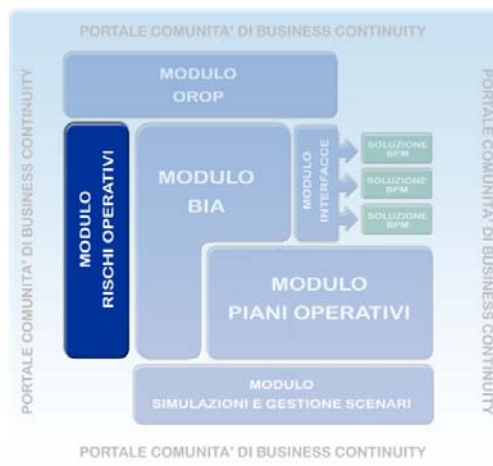 PORTALE COMUNITA' DI BUSINESS CONTINUITY
PORTALE COMUNITA' DI BUSINESS CONTINUITY
PORTALE COMUNITA' DI BUSINESS CONTINUITY
MODULO
OROP
MODULO
RISCHI OPERATIVI
MODULO
BIA
MODULO
INTERFACCE
SOLUZIONE
BPM
SOLUZIONE
BPM
SOLUZIONE
BPM
MODULO
PIANI OPERATIVI
MODULO
SIMULAZIONI E GESTIONE SCENARI
PORTALE COMUNITA' DI BUSINESS CONTINUITY